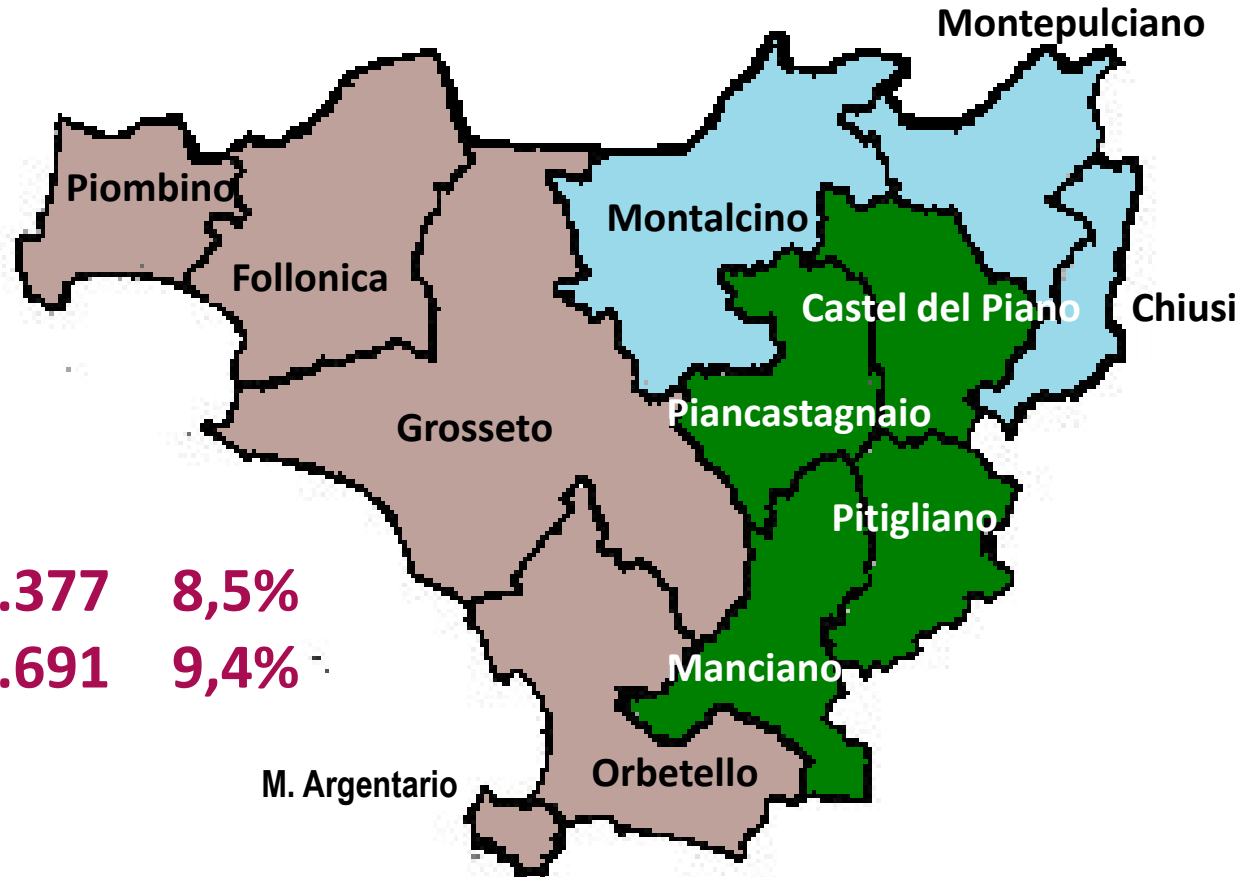 Montepulciano
Piombino
Montalcino
Follonica
Castel del Piano
Chiusi
Piancastagnaio
Grosseto
Pitigliano
.377 8,5%
.691 9,4%
Manciano
Orbetello
M. Argentario